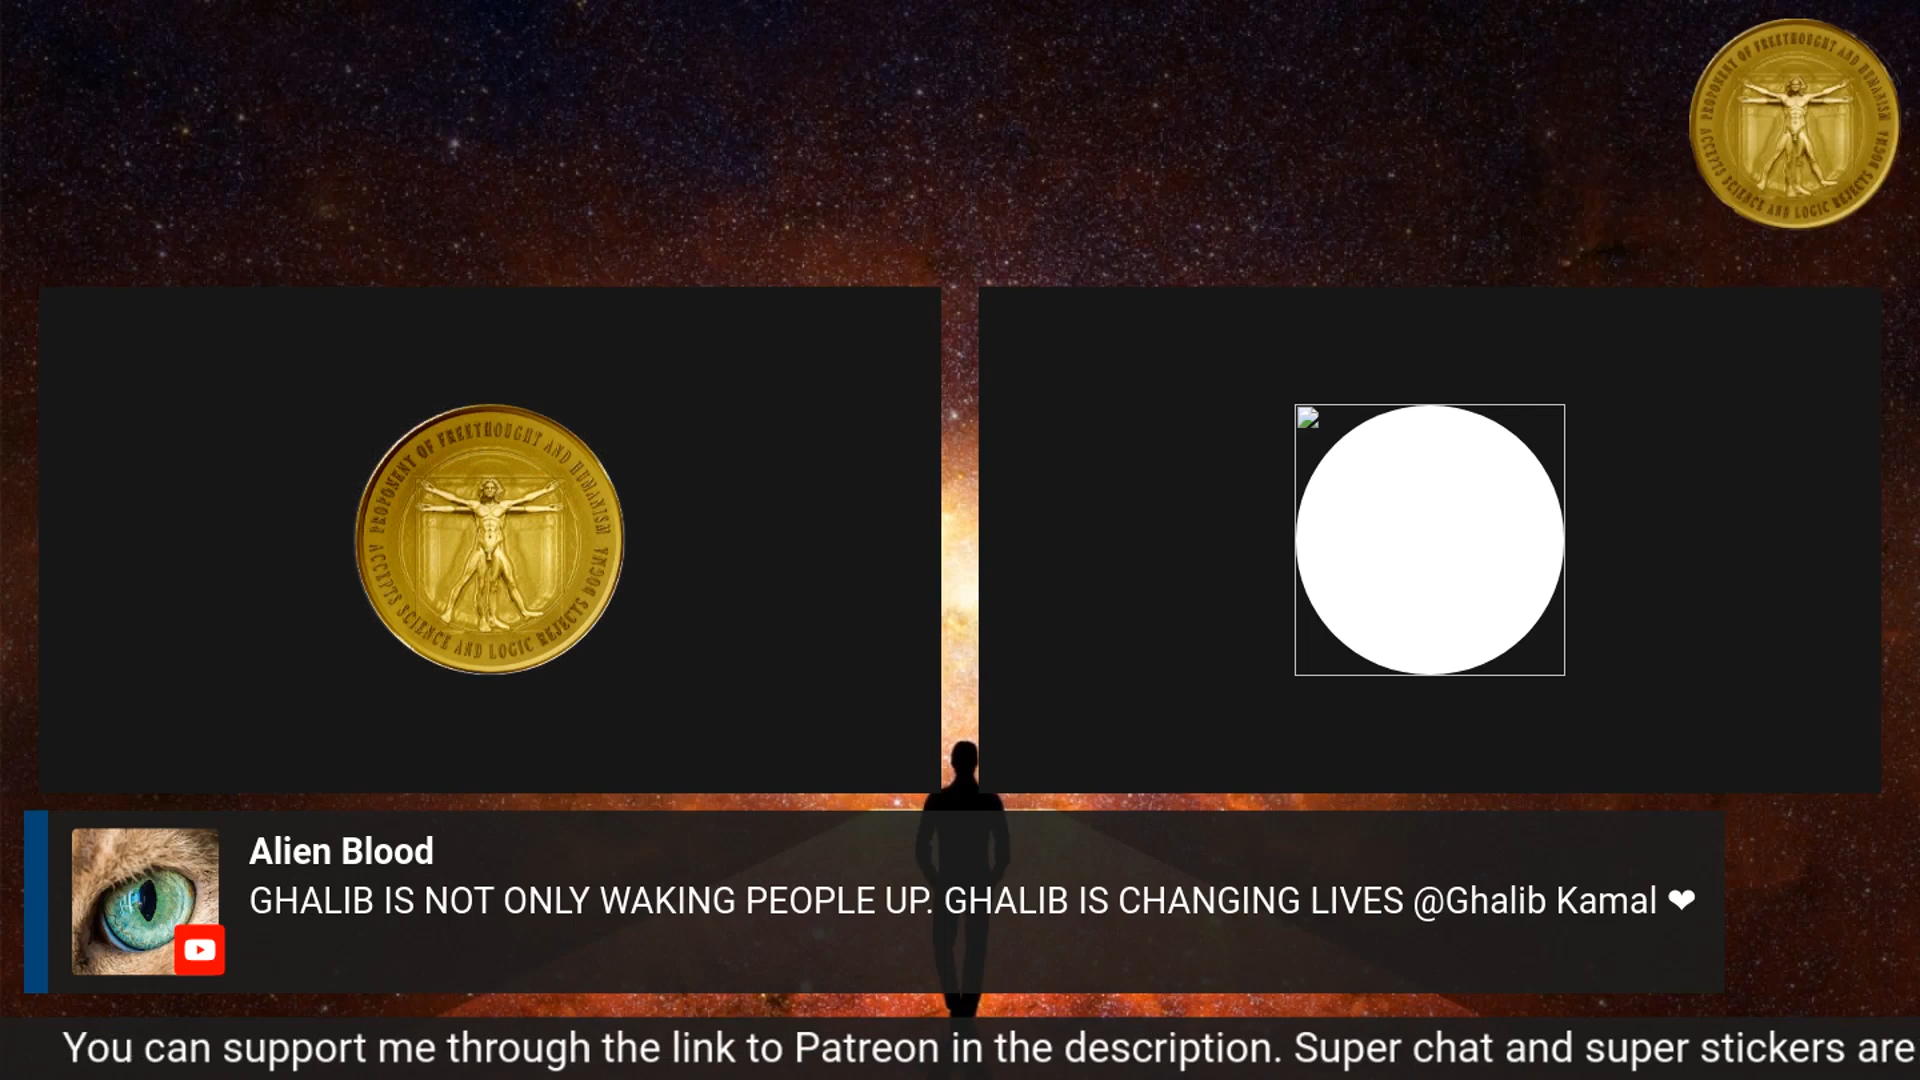 PROPONENT OF FREETHOUGHT AND HUMANISM
ACCEPTS SCIENCE AND LOGIC REJECTS DOGMA
PROPONENT OF FREETHOUGHT AND HUMANISM
ACCEPTS SCIENCE AND LOGIC REJECTS DOGMA
Alien Blood
GHALIB IS NOT ONLY WAKING PEOPLE UP. GHALIB IS CHANGING LIVES @Ghalib Kamal ❤
You can support me through the link to Patreon in the description. Super chat and super stickers are